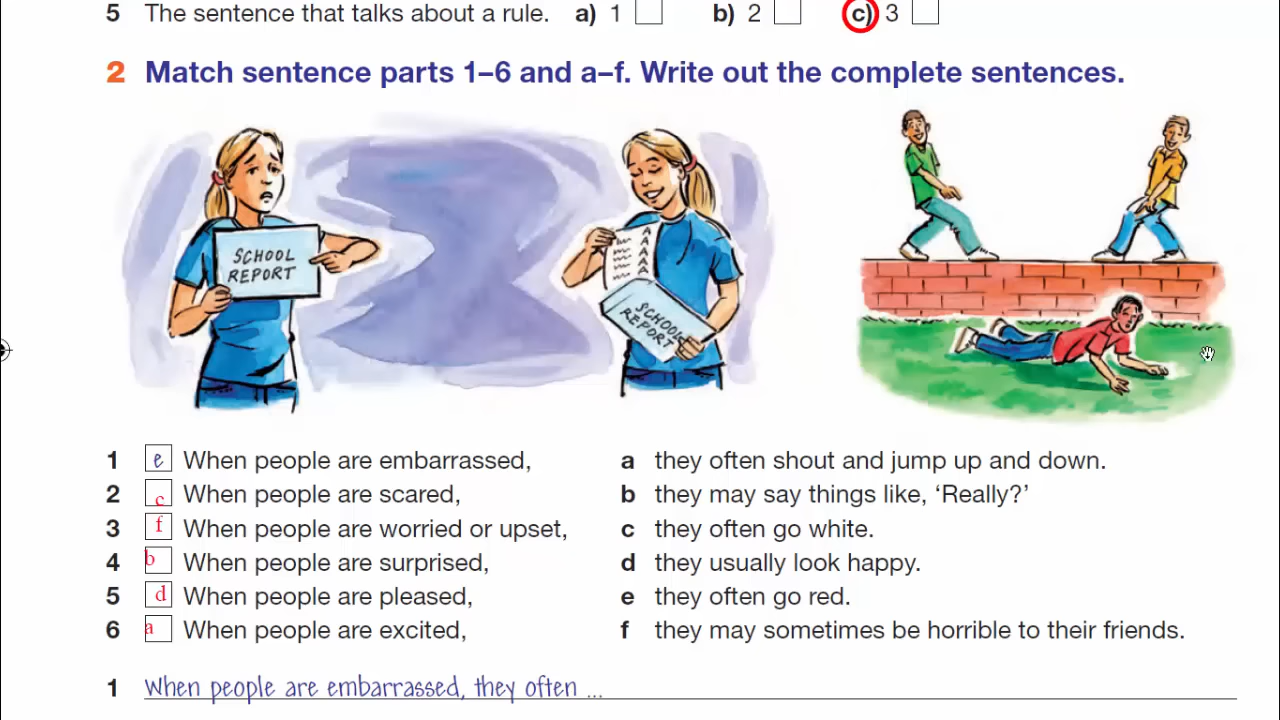 5 The sentence that talks about a rule. a) 1 b) 2 c) 3
2 Match sentence parts 1–6 and a–f. Write out the complete sentences.
SCHOOL
REPORT
A
A
A
A
A
SCHOOL
REPORT
1 e When people are embarrassed, a they often shout and jump up and down.
2 c When people are scared, b they may say things like, ‘Really?’
3 f When people are worried or upset, c they often go white.
4 b When people are surprised, d they usually look happy.
5 d When people are pleased, e they often go red.
6 a When people are excited, f they may sometimes be horrible to their friends.
1 When people are embarrassed, they often ...